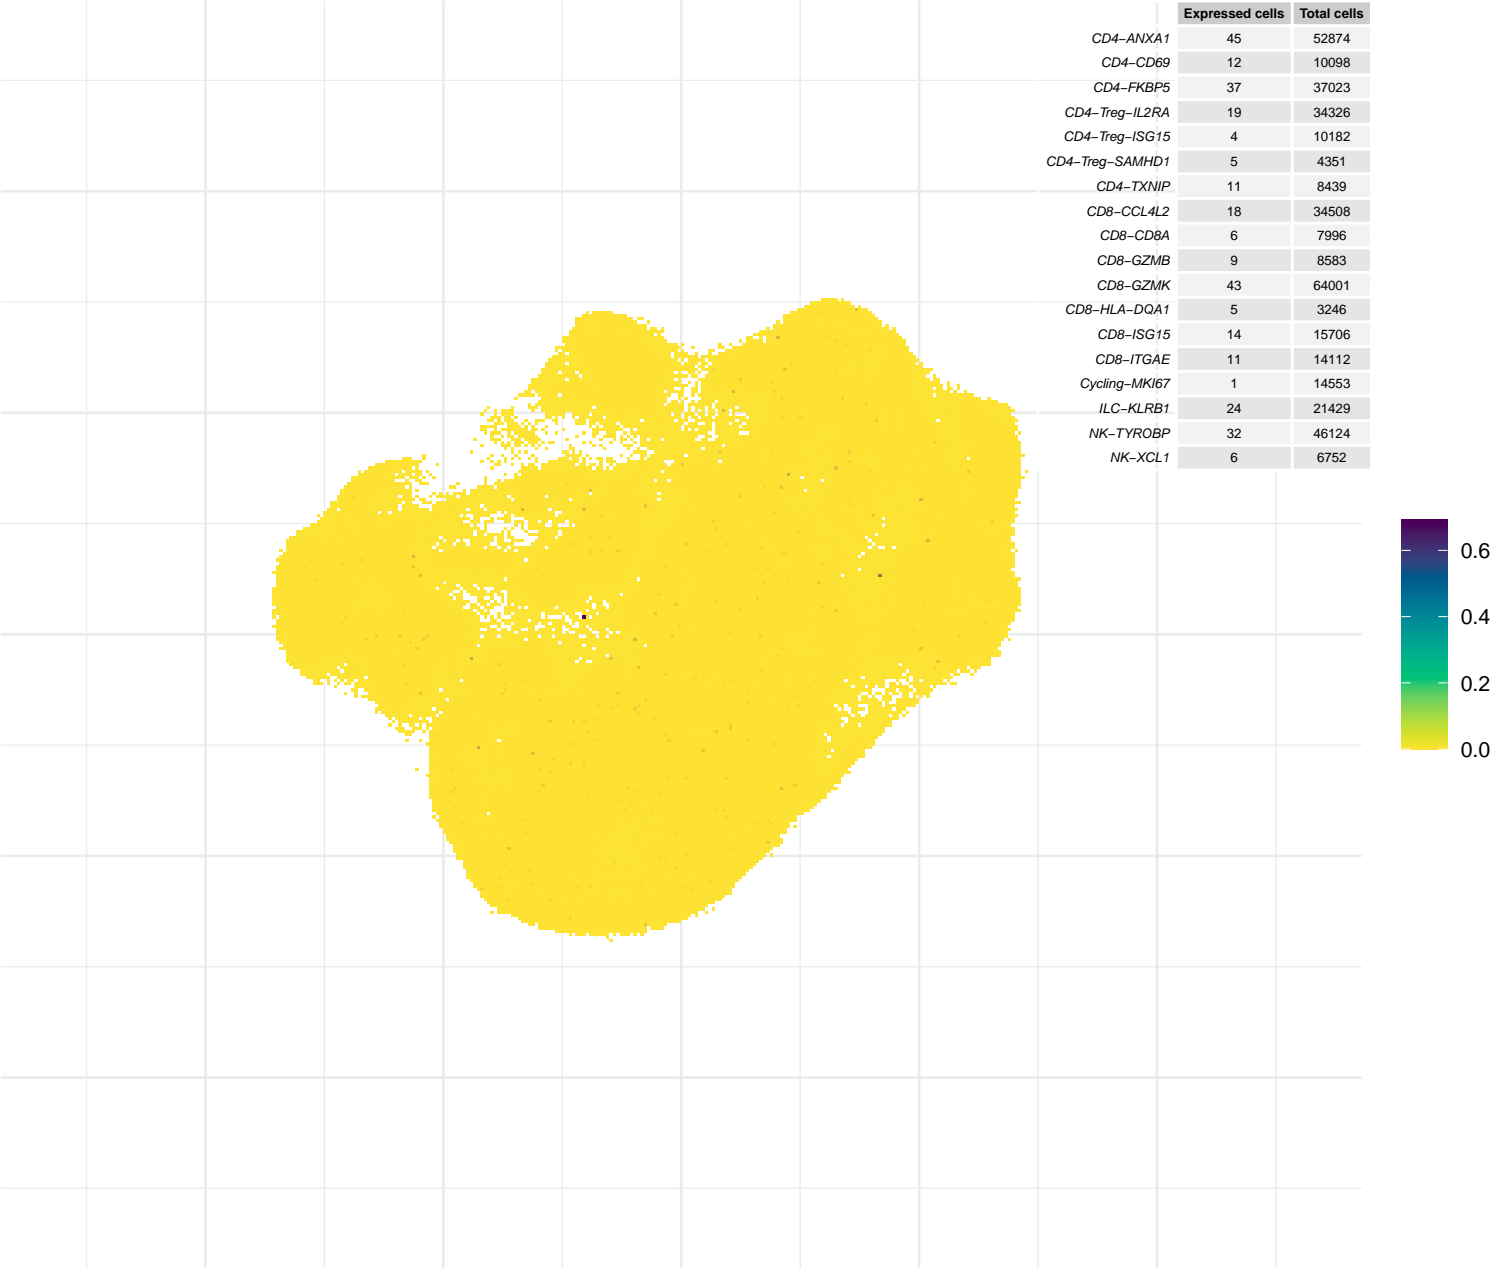 Expressed cells Total cells
CD4−ANXA1 45 52874
CD4−CD69 12 10098
CD4−FKBP5 37 37023
CD4−Treg−IL2RA 19 34326
CD4−Treg−ISG15 4 10182
CD4−Treg−SAMHD1 5 4351
CD4−TXNIP 11 8439
CD8−CCL4L2 18 34508
CD8−CD8A 6 7996
CD8−GZMB 9 8583
CD8−GZMK 43 64001
CD8−HLA−DQA1 5 3246
CD8−ISG15 14 15706
CD8−ITGAE 11 14112
Cycling−MKI67 1 14553
ILC−KLRB1 24 21429
NK−TYROBP 32 46124
NK−XCL1 6 6752
0.6
0.4
0.2
0.0